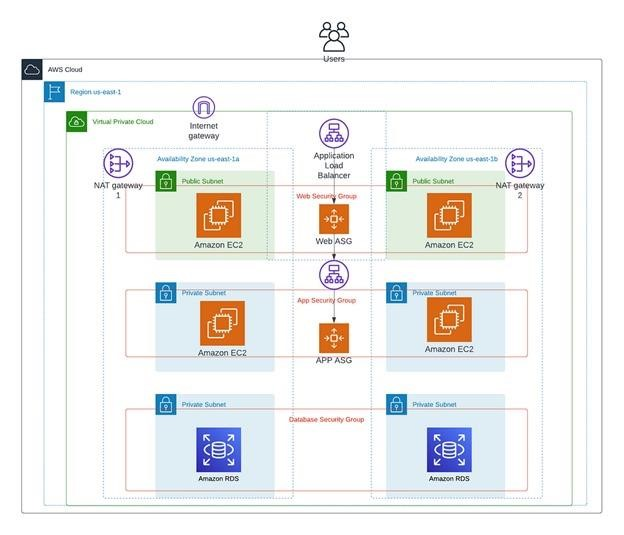 Users
AWS Cloud
Region us-east-1
Virtual Private Cloud
Internet
gateway
Application
Load
Balancer
Availability Zone us-east-1a
Availability Zone us-east-1b
NAT gateway
1
NAT gateway
2
Public Subnet
Public Subnet
Web Security Group
Amazon EC2
Web ASG
Amazon EC2
Private Subnet
Private Subnet
App Security Group
Amazon EC2
APP ASG
Amazon EC2
Private Subnet
Private Subnet
Database Security Group
Amazon RDS
Amazon RDS